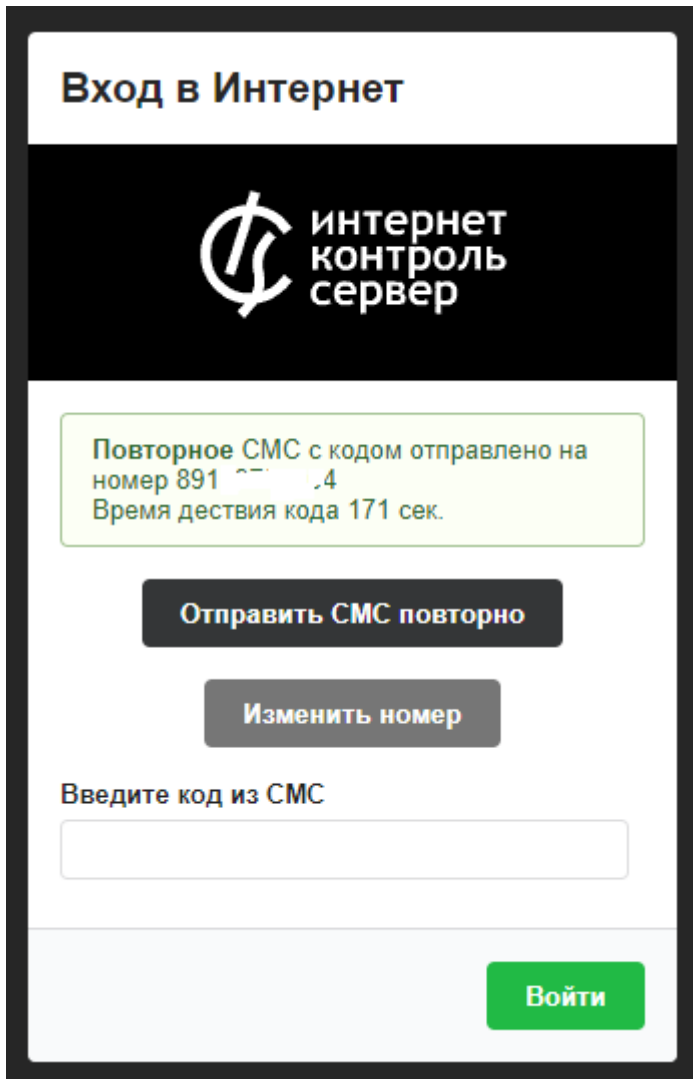 Вход в Интернет
интернет
контроль
сервер
Повторное СМС с кодом отправлено на
номер 891 4
Время дествия кода 171 сек.
Отправить СМС повторно
Изменить номер
Введите код из СМС
Войти